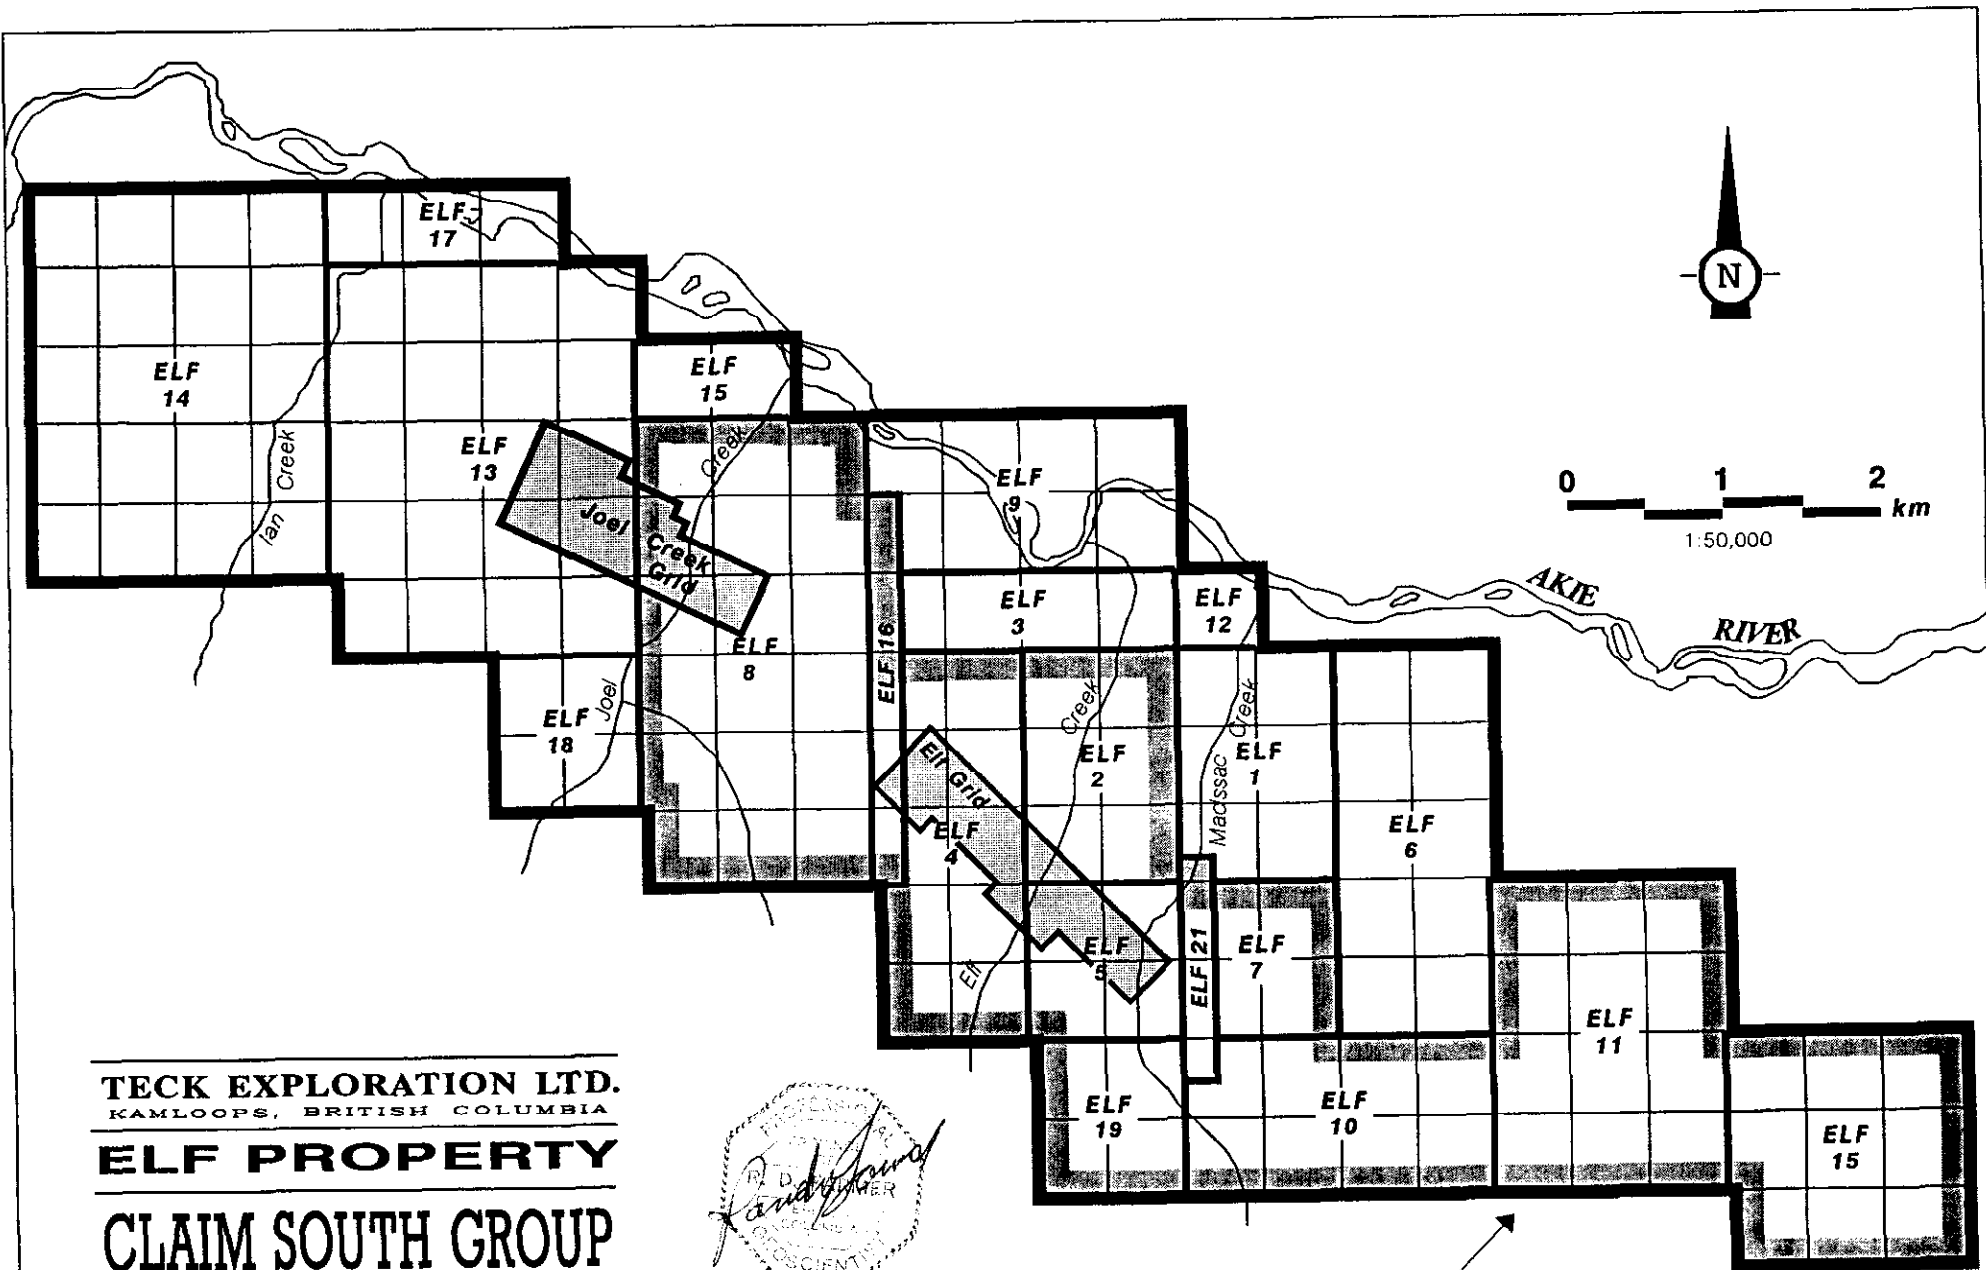 ELF
17
N
ELF
14
ELF
15
0 1 2
km
1:50,000
Ian Creek
ELF
13
Creek
ELF
9
Joel
Creek
Grid
AKIE
RIVER
ELF
3
ELF
12
ELF 16
ELF
8
Joel
ELF
18
Creek
Creek
Elf Grid
ELF
2
Madssac
ELF
1
ELF
4
ELF
6
Elf
ELF
5
ELF 21
ELF
7
ELF
11
ELF
19
ELF
10
ELF
15
TECK EXPLORATION LTD.
KAMLOOPS, BRITISH COLUMBIA
ELF PROPERTY
CLAIM SOUTH GROUP